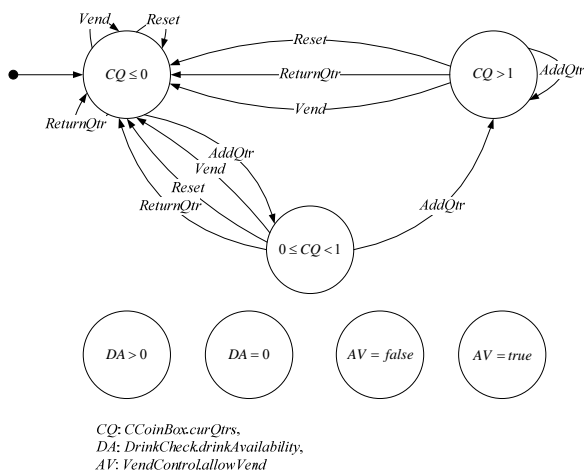 Vend
Reset
CQ ≤ 0
Reset
ReturnQtr
Vend
CQ > 1
AddQtr
ReturnQtr
AddQtr
Vend
Reset
ReturnQtr
AddQtr
0 ≤ CQ < 1
DA > 0
DA = 0
AV = false
AV = true
CQ: CCoinBox.curQtrs,
DA: DrinkCheck.drinkAvailability,
AV: VendControl.allowVend